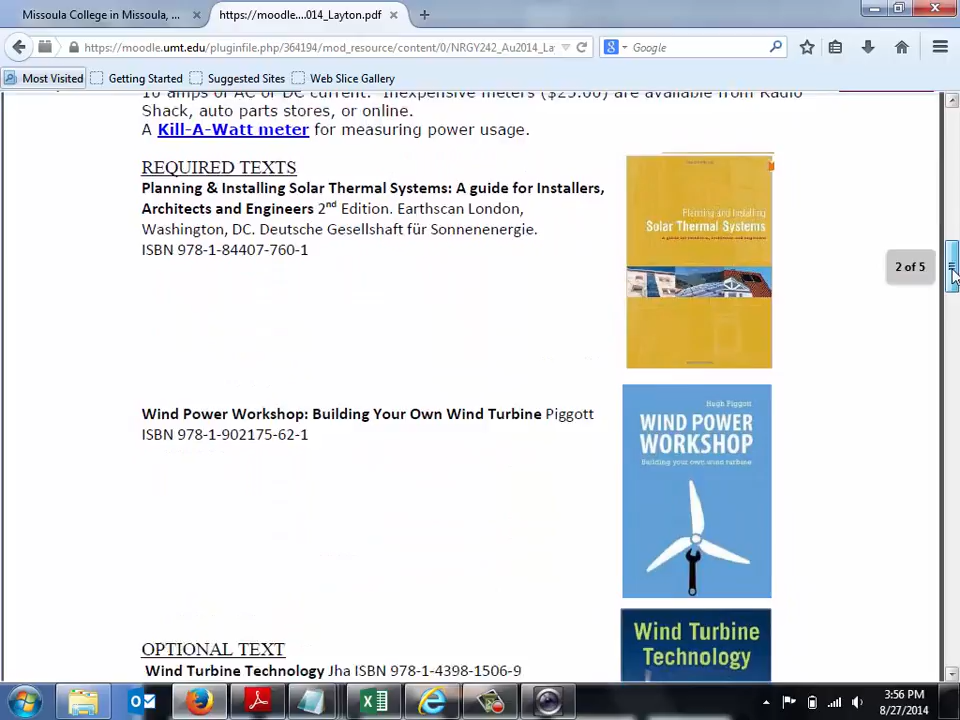 Missoula College in Missoula, ...
https://moodle....014_Layton.pdf
https://moodle.umt.edu/pluginfile.php/364194/mod_resource/content/0/NRGY242_Au2014_La
Google
Most Visited
Getting Started
Suggested Sites
Web Slice Gallery
10 amps of AC or DC current. Inexpensive meters ($25.00) are available from Radio
Shack, auto parts stores, or online.
A Kill-A-Watt meter for measuring power usage.
REQUIRED TEXTS
Planning & Installing Solar Thermal Systems: A guide for Installers,
Architects and Engineers 2nd Edition. Earthscan London,
Washington, DC. Deutsche Gesellshaft für Sonnenenergie.
ISBN 978-1-84407-760-1
Planning and Installing
Solar Thermal Systems
2 of 5
Wind Power Workshop: Building Your Own Wind Turbine Piggott
ISBN 978-1-902175-62-1
Hugh Piggott
WIND POWER
WORKSHOP
Building your own wind turbine
OPTIONAL TEXT
Wind Turbine Technology Jha ISBN 978-1-4398-1506-9
Wind Turbine
Technology
3:56 PM
8/27/2014